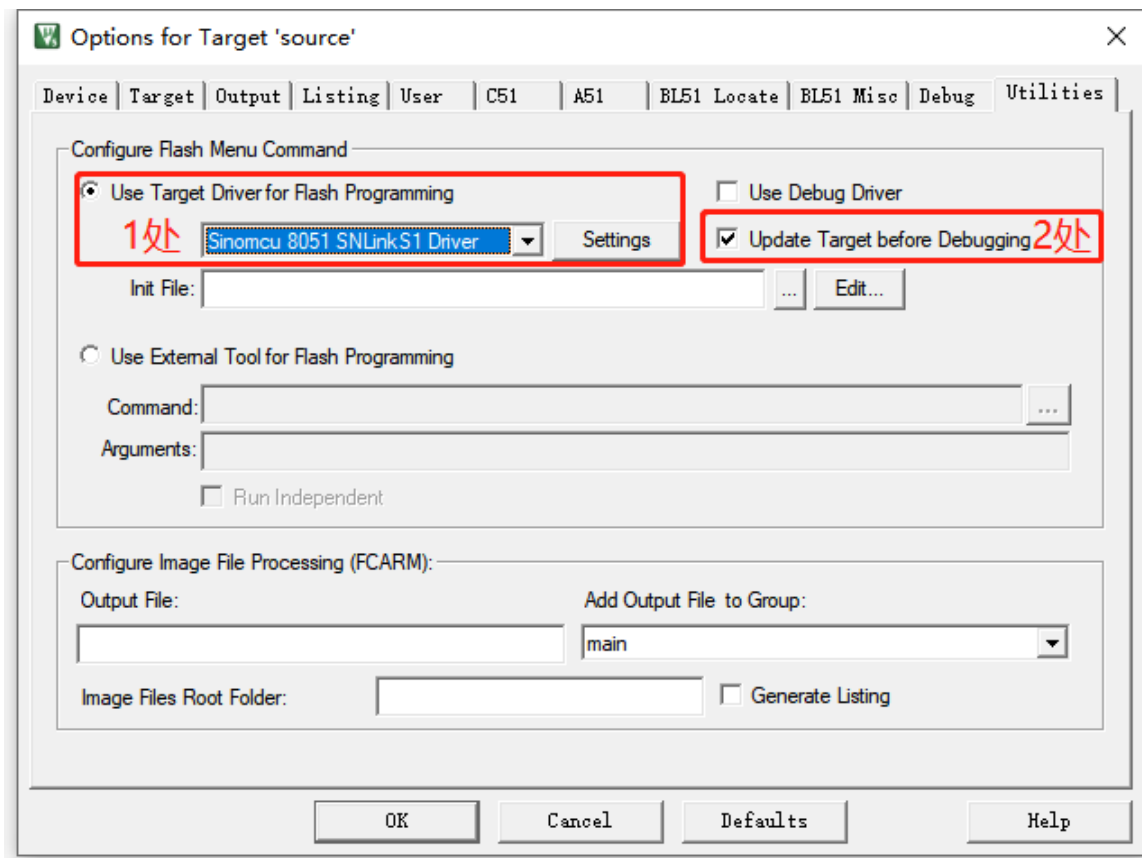 Options for Target 'source'
Device Target Output Listing User C51 A51 BL51 Locate BL51 Misc Debug Utilities
Configure Flash Menu Command
Use Target Driver for Flash Programming
Use Debug Driver
1处 Sinomcu 8051 SNLinkS1 Driver Settings
Update Target before Debugging 2处
Init File: ... Edit...
Use External Tool for Flash Programming
Command: ...
Arguments:
Run Independent
Configure Image File Processing (FCARM):
Output File: Add Output File to Group:
main
Image Files Root Folder: Generate Listing
OK Cancel Defaults Help